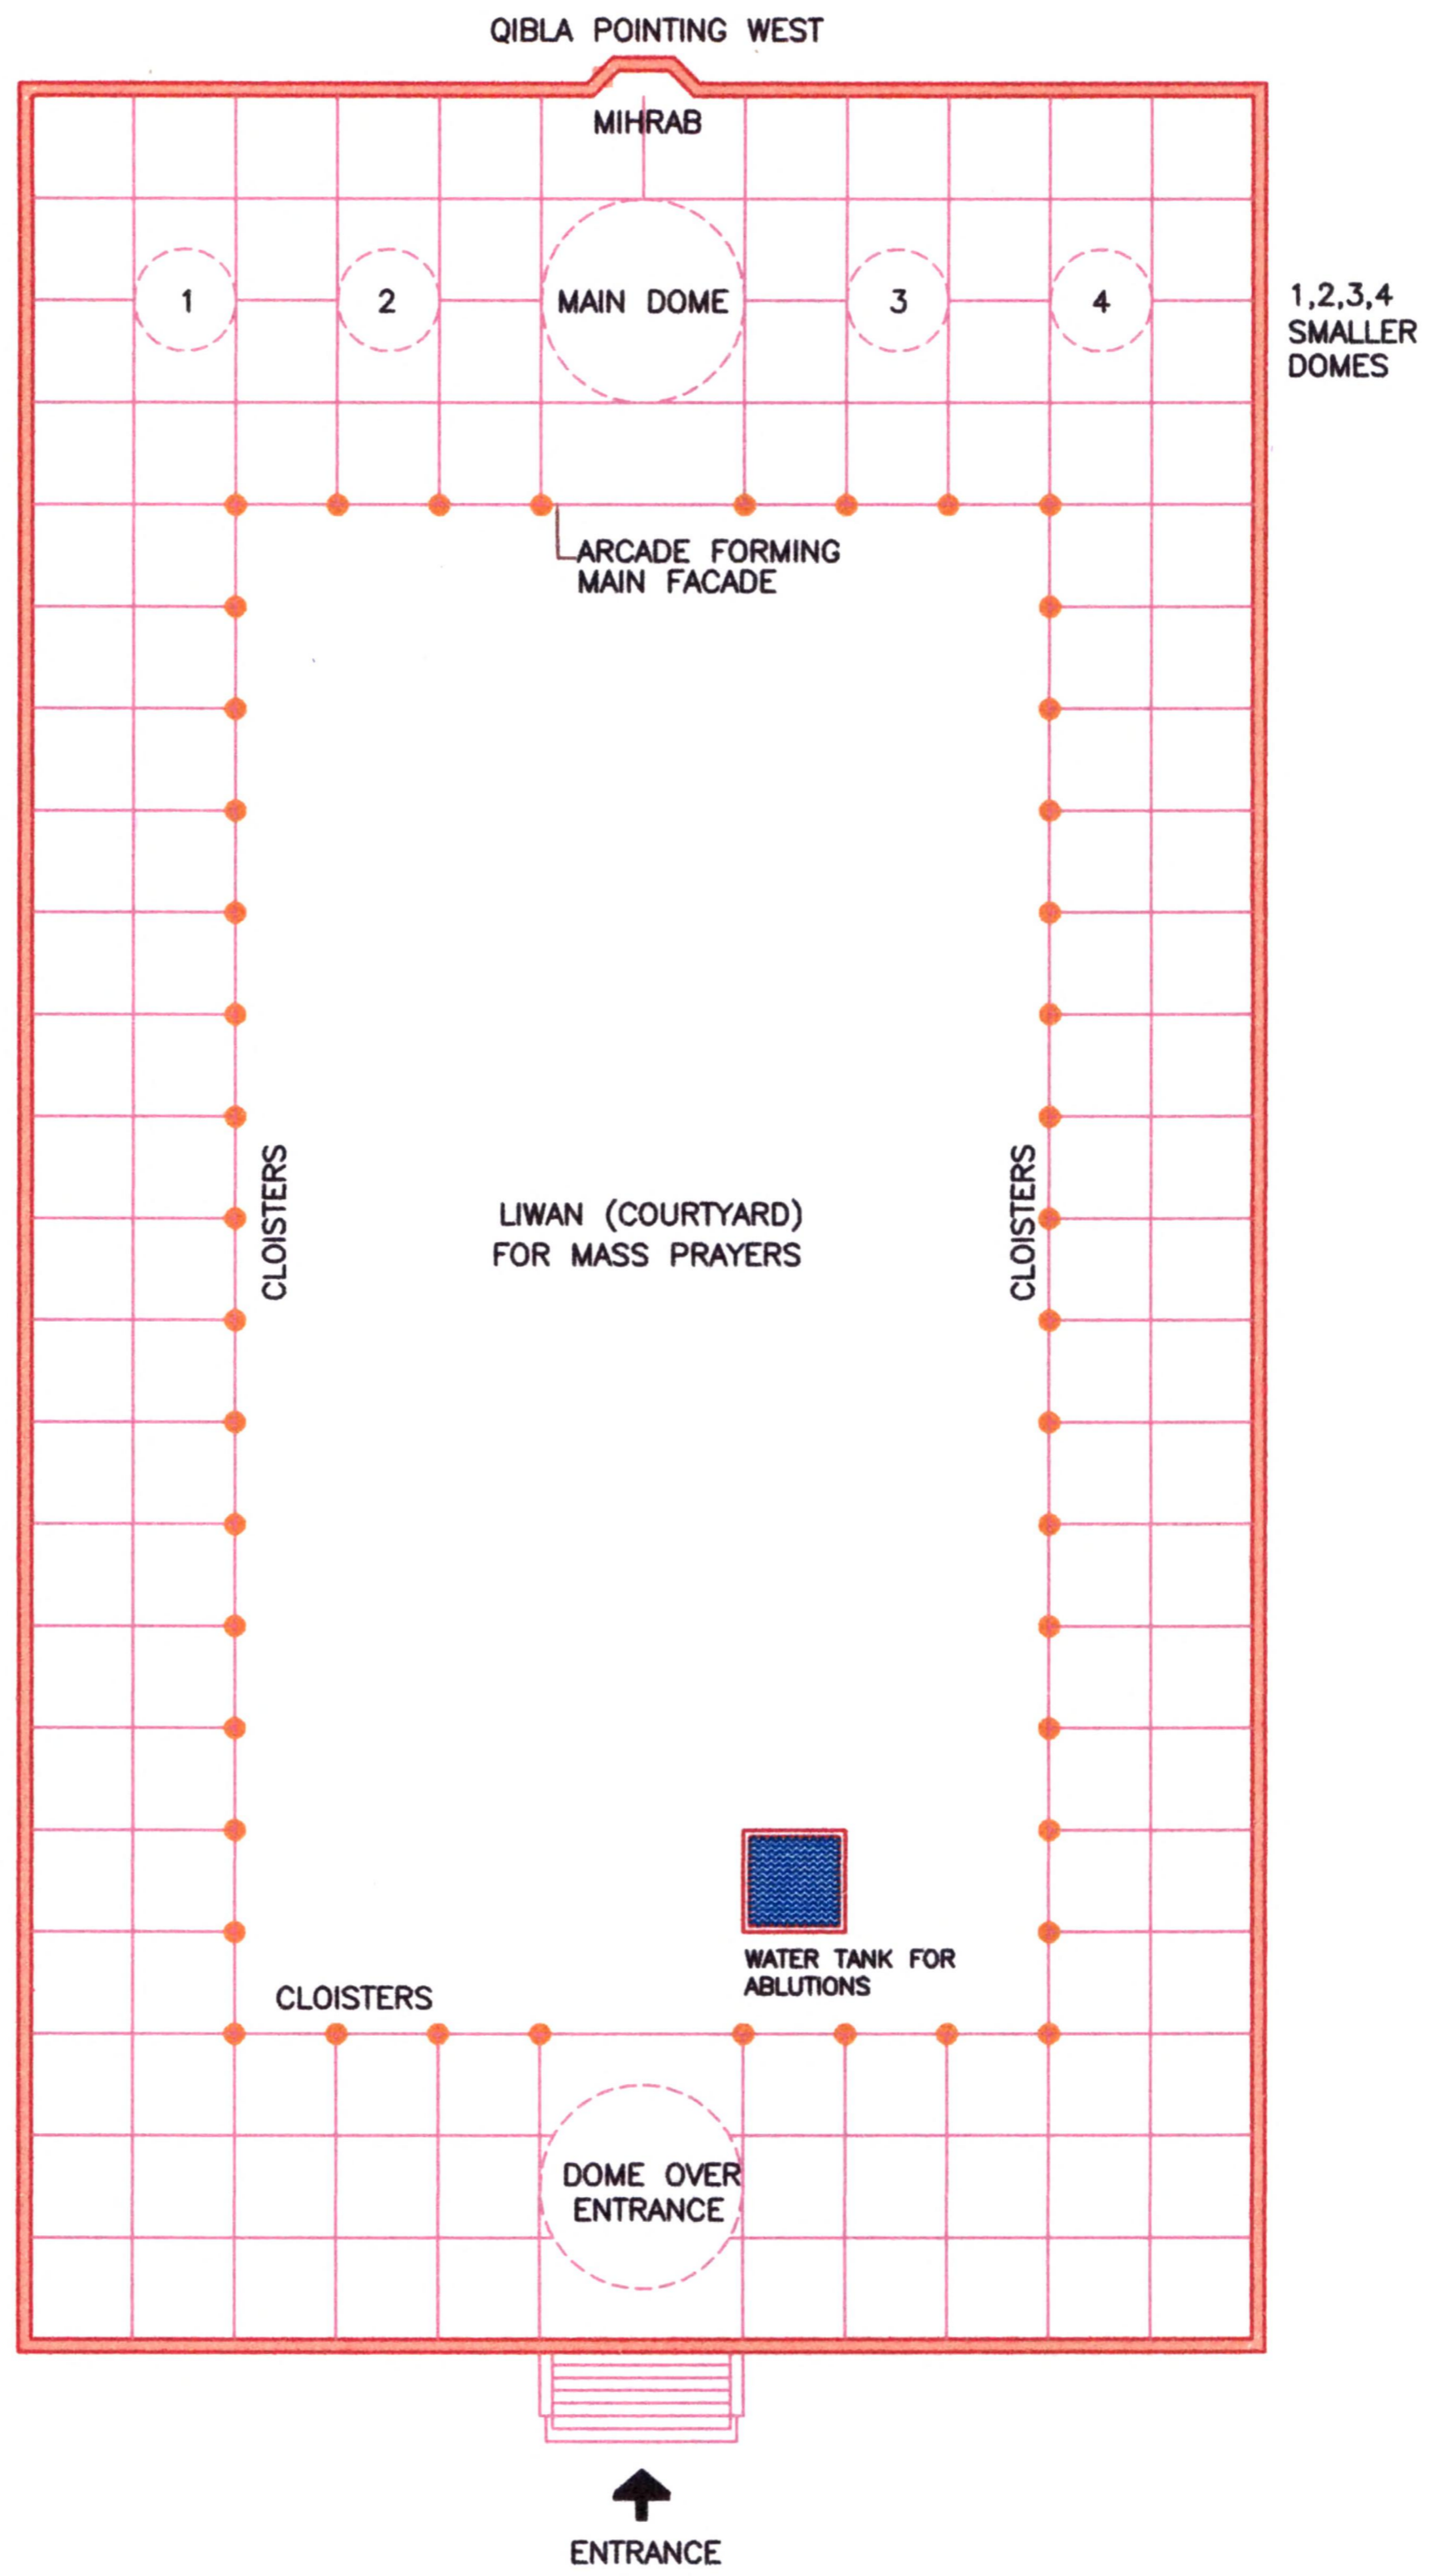 QIBLA POINTING WEST
MIHRAB
1
2
MAIN DOME
3
4
1,2,3,4
SMALLER
DOMES
ARCADE FORMING
MAIN FACADE
CLOISTERS
LIWAN (COURTYARD)
FOR MASS PRAYERS
CLOISTERS
WATER TANK FOR
ABLUTIONS
CLOISTERS
DOME OVER
ENTRANCE
ENTRANCE